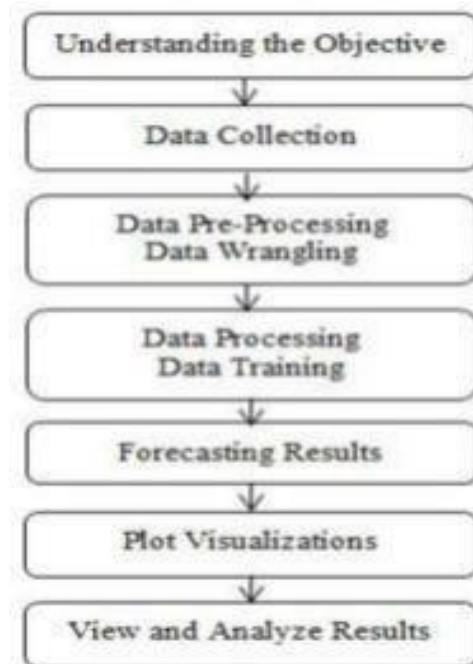 Understanding the Objective
Data Collection
Data Pre-Processing
Data Wrangling
Data Processing
Data Training
Forecasting Results
Plot Visualizations
View and Analyze Results